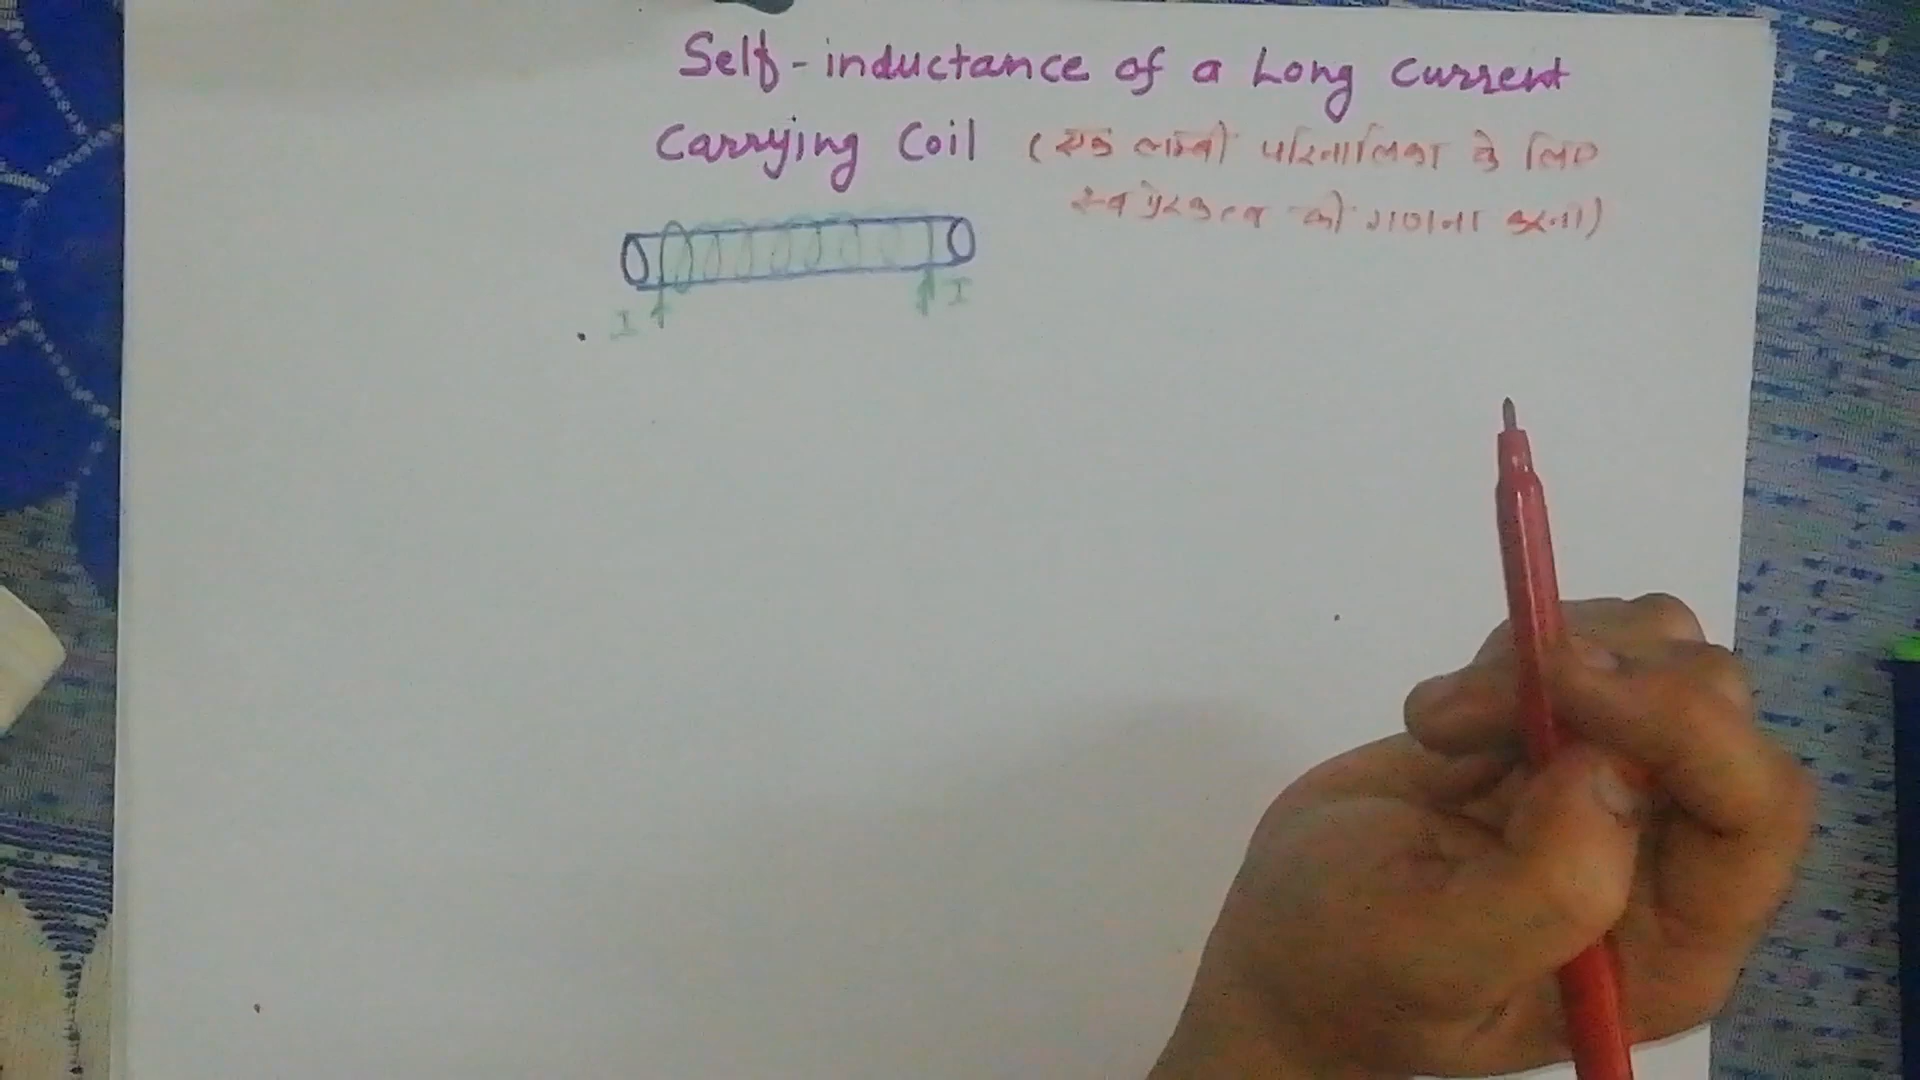 Self-inductance of a Long Current
Carrying Coil (एक लम्बी परिनालिका के लिए
स्व प्रेरकत्व की गणना करना)
I I